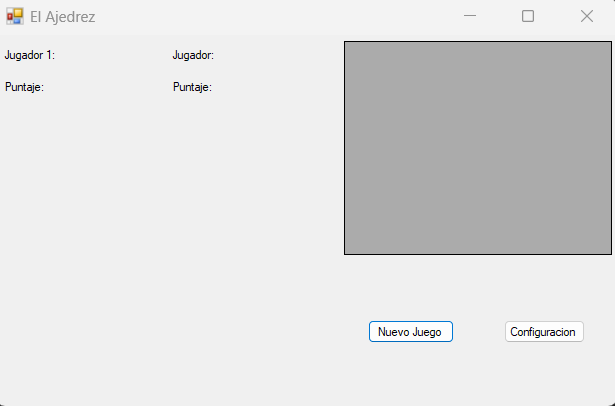 El Ajedrez
Jugador 1: Jugador:
Puntaje: Puntaje:
Nuevo Juego Configuracion